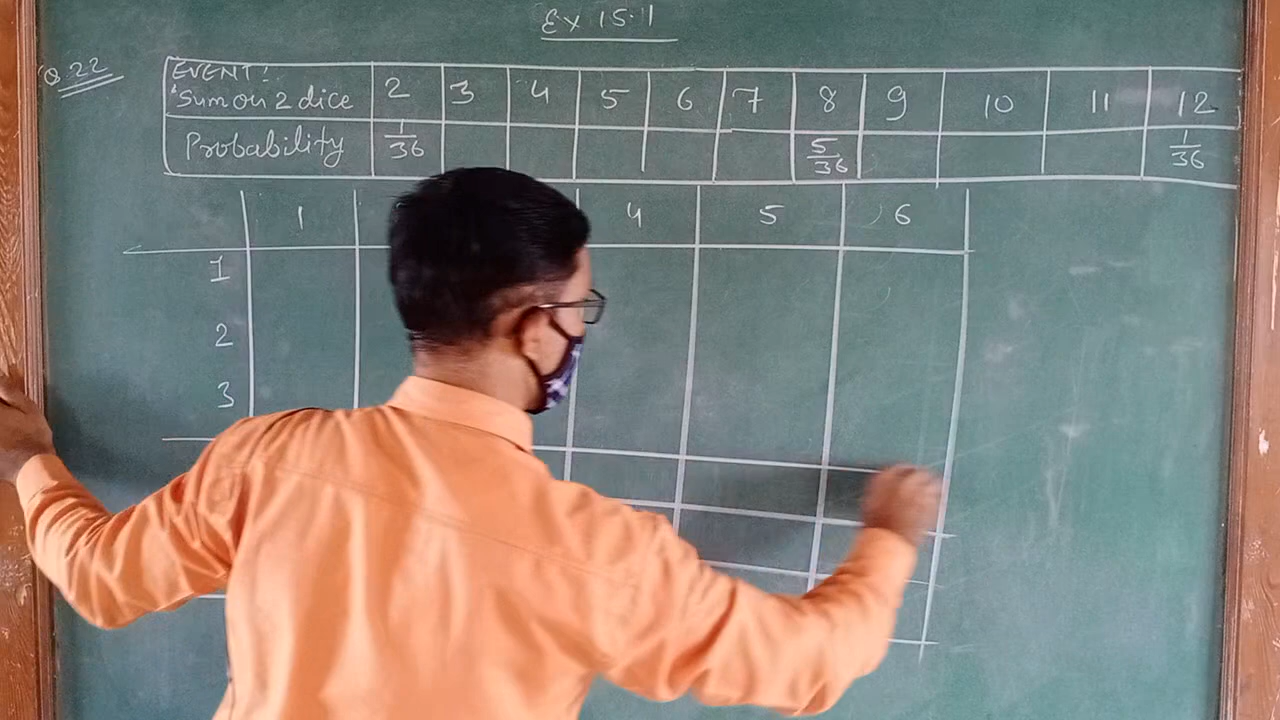 Ex 15.1
Q.22
EVENT:
'Sum on 2 dice 2 3 4 5 6 7 8 9 10 11 12
Probability 1/36 5/36 1/36
1 4 5 6
1
2
3